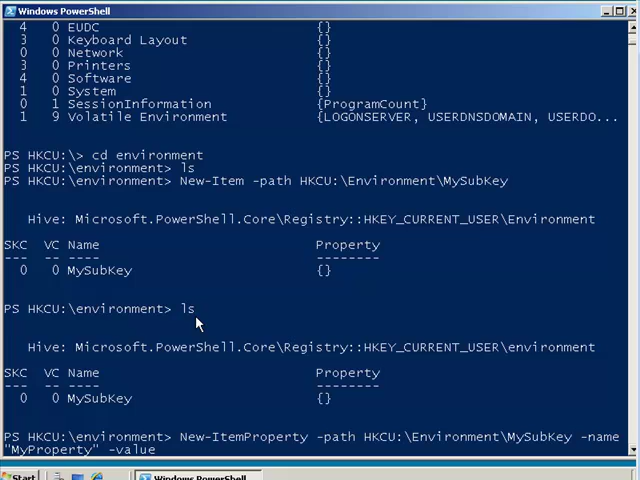 Windows PowerShell
4 0 EUDC {}
3 0 Keyboard Layout {}
0 0 Network {}
3 0 Printers {}
4 0 Software {}
1 0 System {}
0 1 SessionInformation {ProgramCount}
1 9 Volatile Environment {LOGONSERVER, USERDNSDOMAIN, USERDO...
PS HKCU:\> cd environment
PS HKCU:\environment> ls
PS HKCU:\environment> New-Item -path HKCU:\Environment\MySubKey
Hive: Microsoft.PowerShell.Core\Registry::HKEY_CURRENT_USER\Environment
SKC VC Name Property
--- -- ---- --------
0 0 MySubKey {}
PS HKCU:\environment> ls
Hive: Microsoft.PowerShell.Core\Registry::HKEY_CURRENT_USER\environment
SKC VC Name Property
--- -- ---- --------
0 0 MySubKey {}
PS HKCU:\environment> New-ItemProperty -path HKCU:\Environment\MySubKey -name
"MyProperty" -value
Start Windows PowerShell